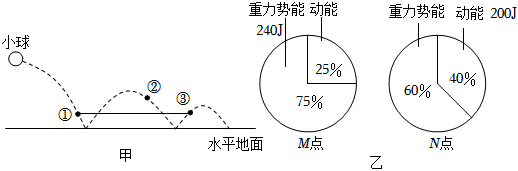 小球
①
②
③
水平地面
甲
重力势能 动能
240J
25%
75%
M点
重力势能 动能 200J
60%
40%
N点
乙